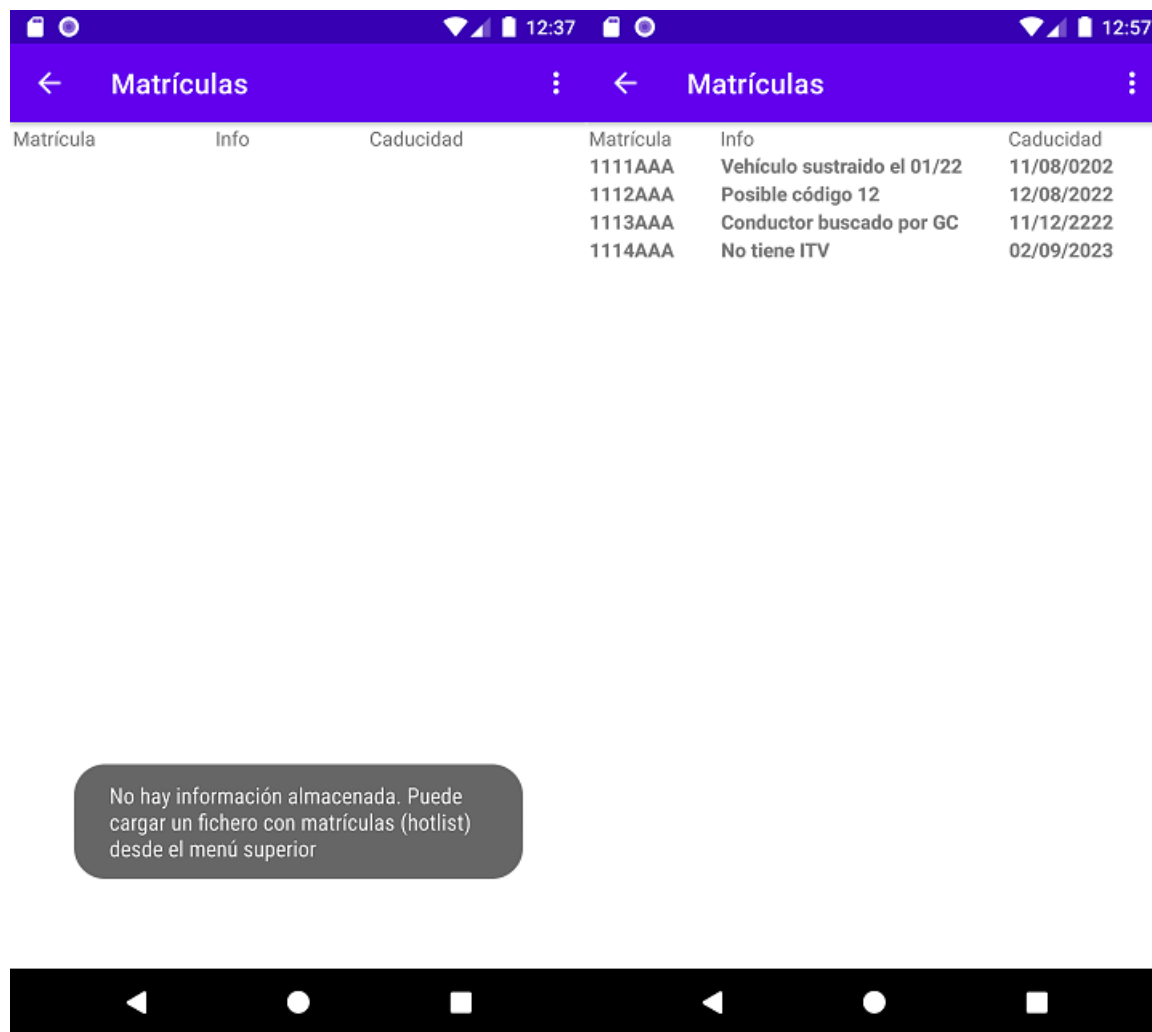 12:37
Matrículas
Matrícula Info Caducidad
No hay información almacenada. Puede
cargar un fichero con matrículas (hotlist)
desde el menú superior
12:57
Matrículas
Matrícula Info Caducidad
1111AAA Vehículo sustraido el 01/22 11/08/0202
1112AAA Posible código 12 12/08/2022
1113AAA Conductor buscado por GC 11/12/2222
1114AAA No tiene ITV 02/09/2023